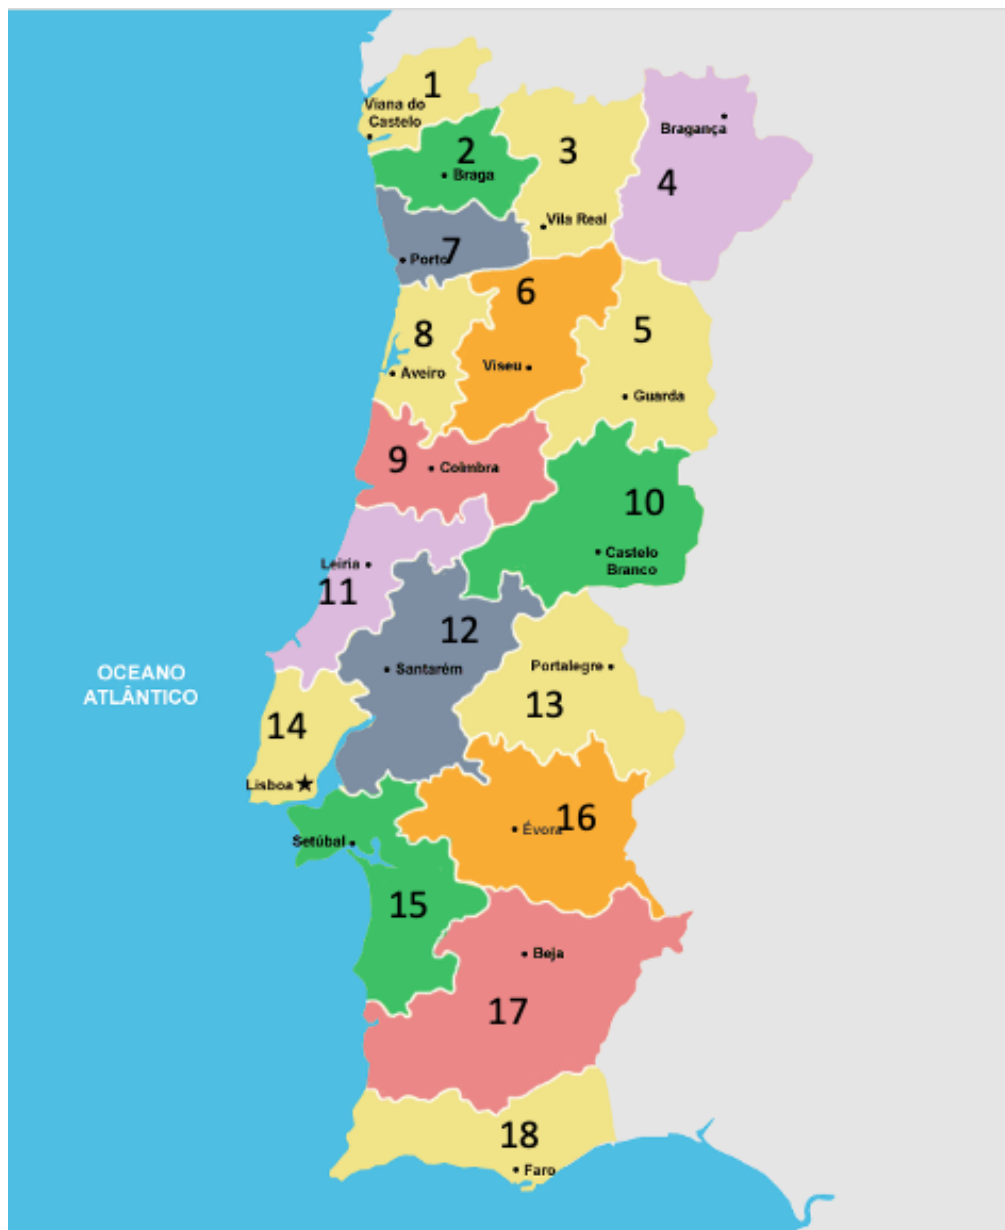 1
Viana do
Castelo
2
Braga
3
Vila Real
Bragança
4
7
Porto
6
Viseu
5
Guarda
8
Aveiro
9
Coimbra
10
Castelo
Branco
Leiria
11
12
Santarém
Portalegre
13
OCEANO
ATLÂNTICO
14
Lisboa
Setúbal
15
16
Évora
Beja
17
18
Faro